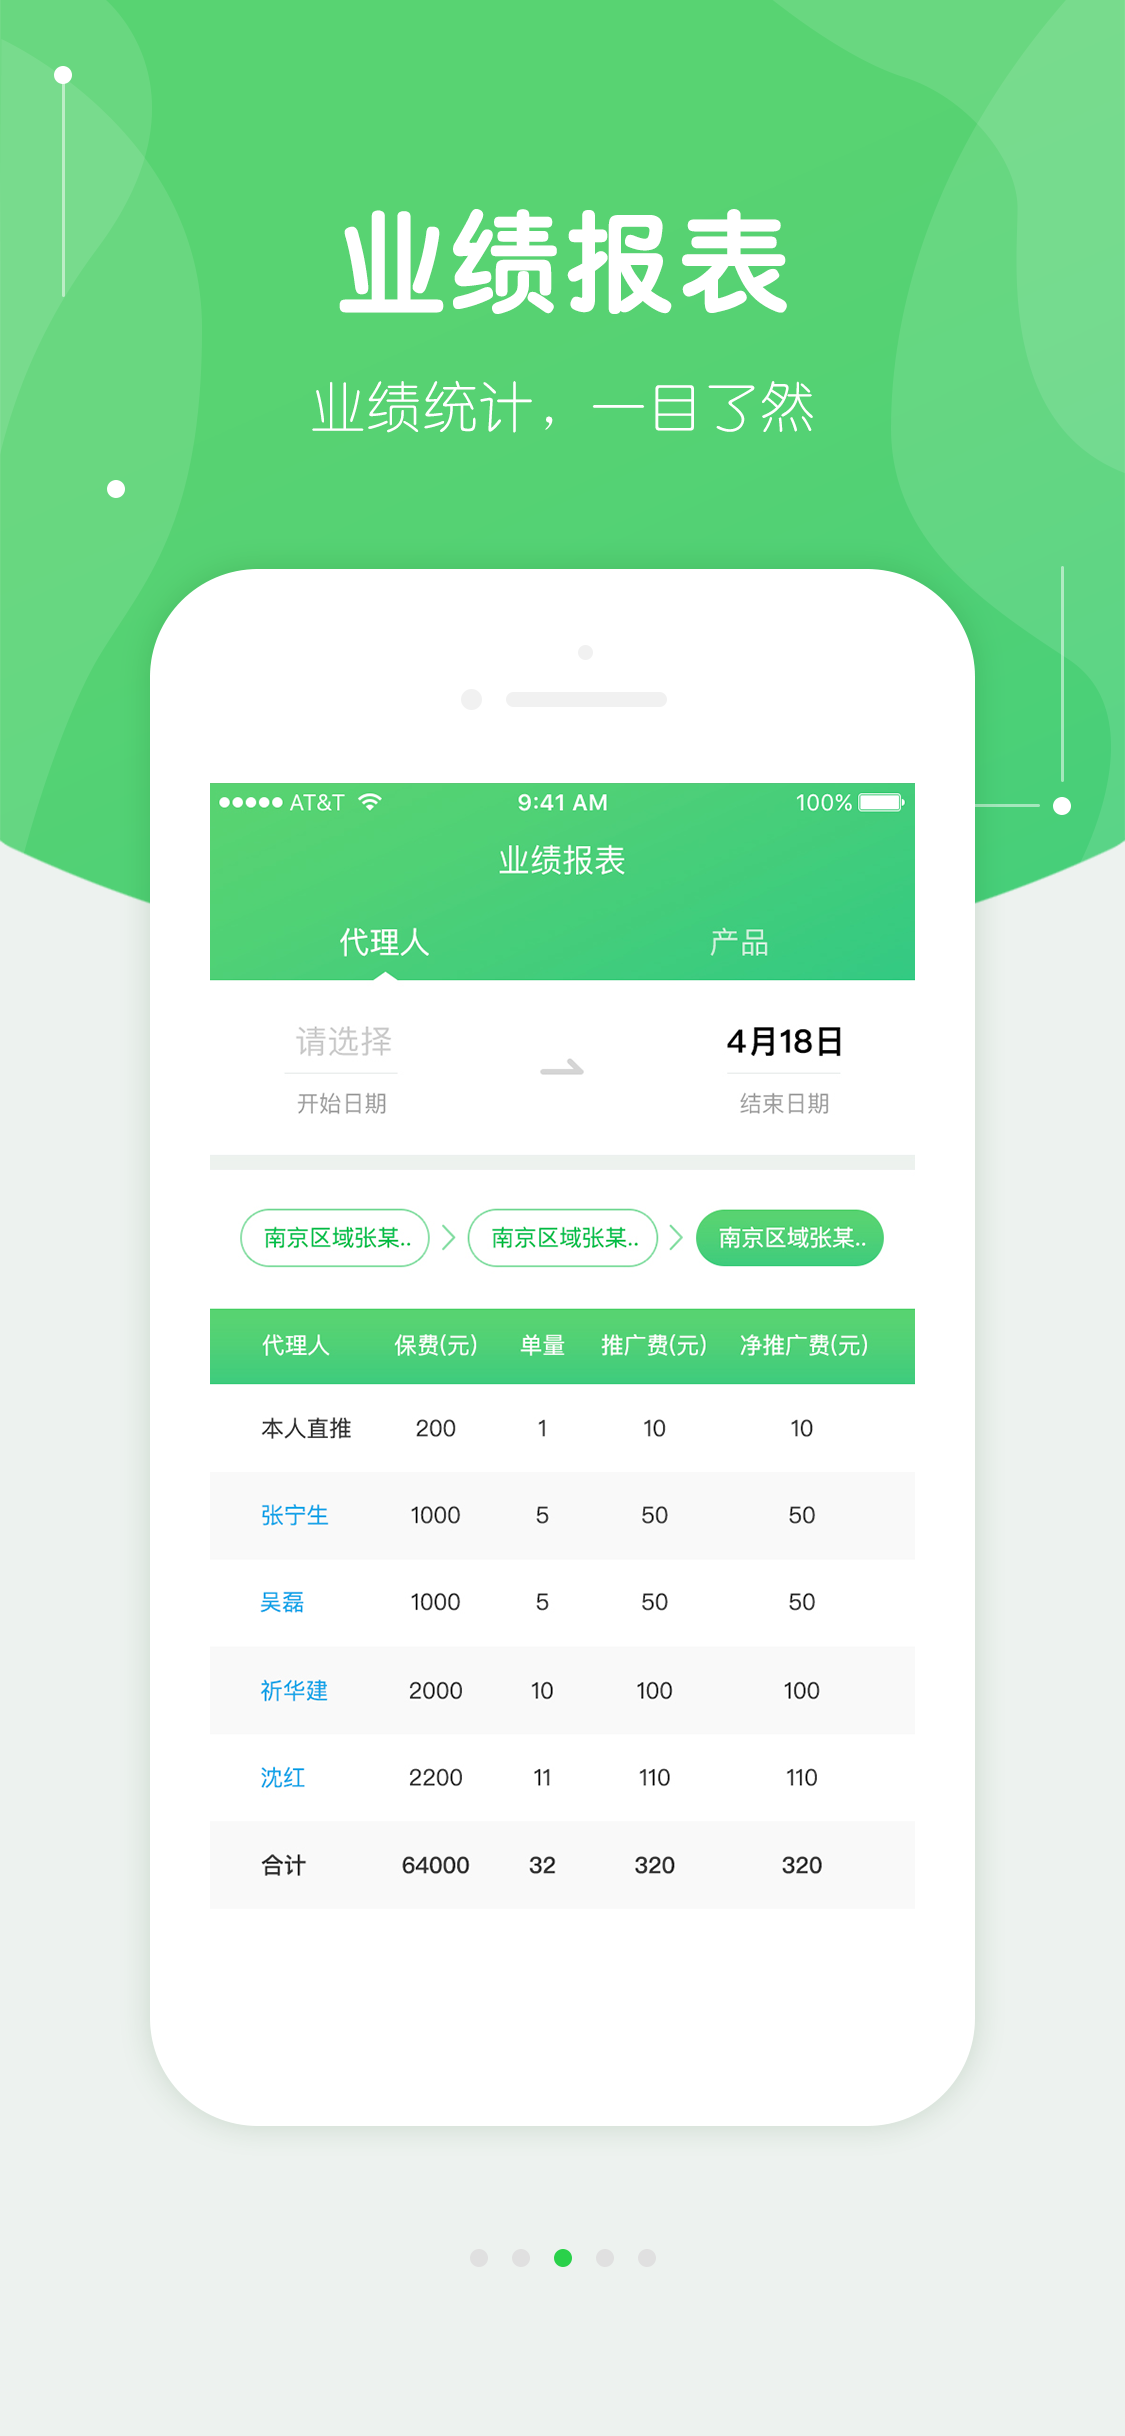 业绩报表
业绩统计，一目了然
AT&T 9:41 AM 100%
业绩报表
代理人 产品
请选择 4月18日
开始日期 结束日期
南京区域张某.. 南京区域张某.. 南京区域张某..
代理人 保费(元) 单量 推广费(元) 净推广费(元)
本人直推 200 1 10 10
张宁生 1000 5 50 50
吴磊 1000 5 50 50
祈华建 2000 10 100 100
沈红 2200 11 110 110
合计 64000 32 320 320